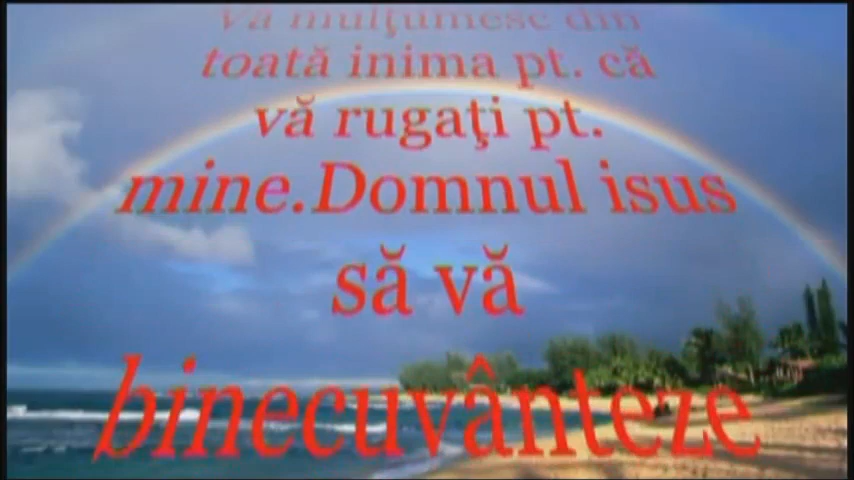 Vă mulţumesc din
toată inima pt. că
vă rugaţi pt.
mine.Domnul isus
să vă
binecuvânteze